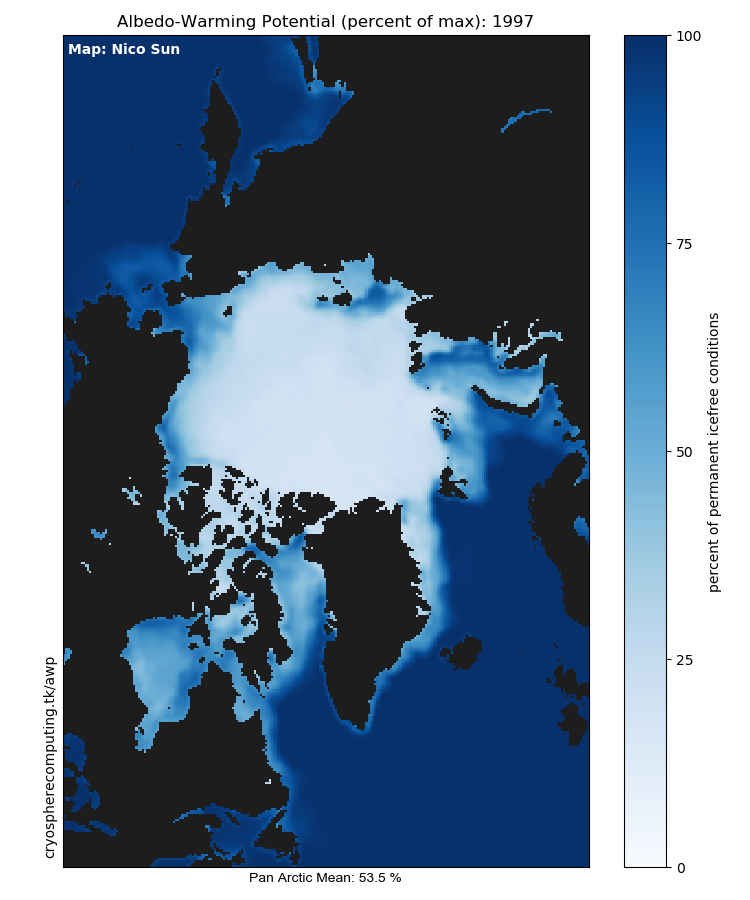 Albedo-Warming Potential (percent of max): 1997
Map: Nico Sun
100
75
50
25
0
percent of permanent icefree conditions
cryospherecomputing.tk/awp
Pan Arctic Mean: 53.5 %